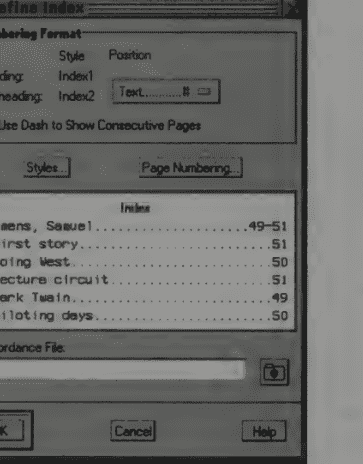 efine Index
bering Format
Style Position
ding: Index1
heading: Index2 Text.........#
Use Dash to Show Consecutive Pages
Styles... Page Numbering...
Index
mens, Samuel......................49-51
irst story........................51
oing West.........................50
ecture circuit....................51
ark Twain.........................49
iloting days......................50
ordance File:
K Cancel Help